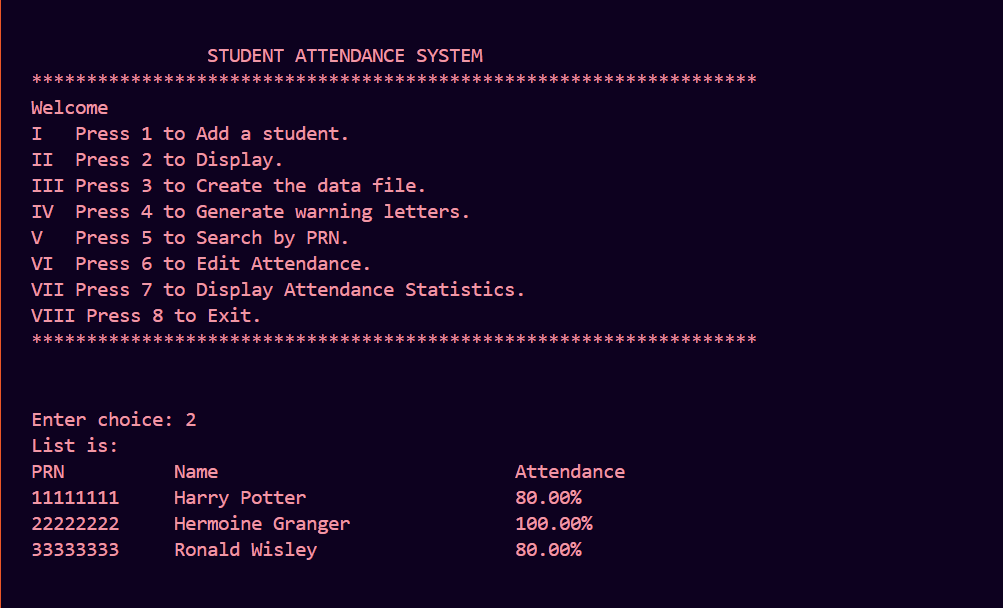 STUDENT ATTENDANCE SYSTEM
******************************************************************
Welcome
I   Press 1 to Add a student.
II  Press 2 to Display.
III Press 3 to Create the data file.
IV  Press 4 to Generate warning letters.
V   Press 5 to Search by PRN.
VI  Press 6 to Edit Attendance.
VII Press 7 to Display Attendance Statistics.
VIII Press 8 to Exit.
******************************************************************
Enter choice: 2
List is:
PRN          Name                           Attendance
11111111     Harry Potter                   80.00%
22222222     Hermoine Granger               100.00%
33333333     Ronald Wisley                  80.00%